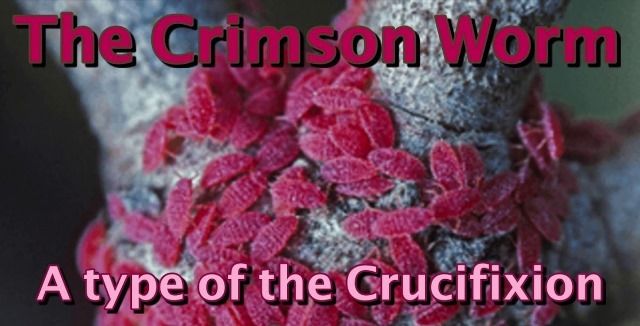 The Crimson Worm
A type of the Crucifixion